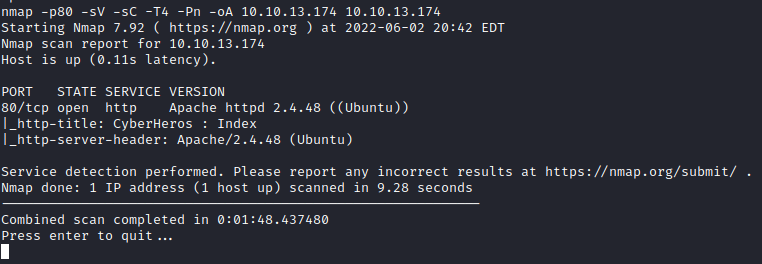 nmap -p80 -sV -sC -T4 -Pn -oA 10.10.13.174 10.10.13.174
Starting Nmap 7.92 ( https://nmap.org ) at 2022-06-02 20:42 EDT
Nmap scan report for 10.10.13.174
Host is up (0.11s latency).

PORT   STATE SERVICE VERSION
80/tcp open  http    Apache httpd 2.4.48 ((Ubuntu))
|_http-title: CyberHeros : Index
|_http-server-header: Apache/2.4.48 (Ubuntu)

Service detection performed. Please report any incorrect results at https://nmap.org/submit/ .
Nmap done: 1 IP address (1 host up) scanned in 9.28 seconds
------------------------------------------------------------
Combined scan completed in 0:01:48.437480
Press enter to quit...